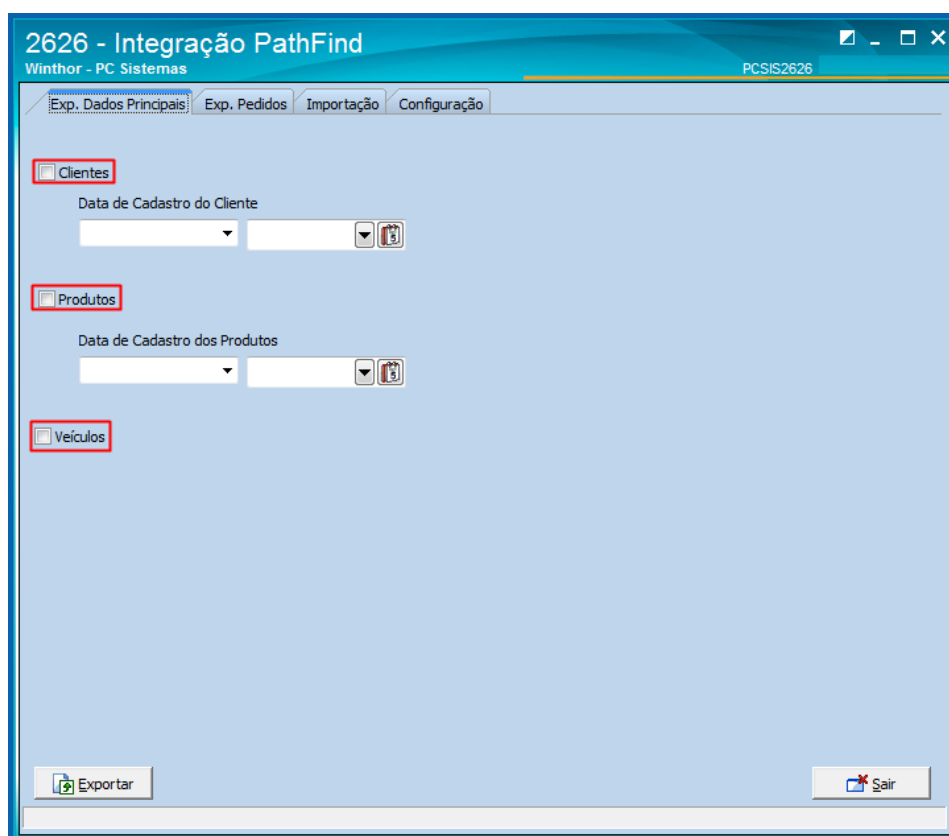 2626 - Integração PathFind
Winthor - PC Sistemas
PCSIS2626
Exp. Dados Principais
Exp. Pedidos
Importação
Configuração
Clientes
Data de Cadastro do Cliente
Produtos
Data de Cadastro dos Produtos
Veículos
Exportar
Sair